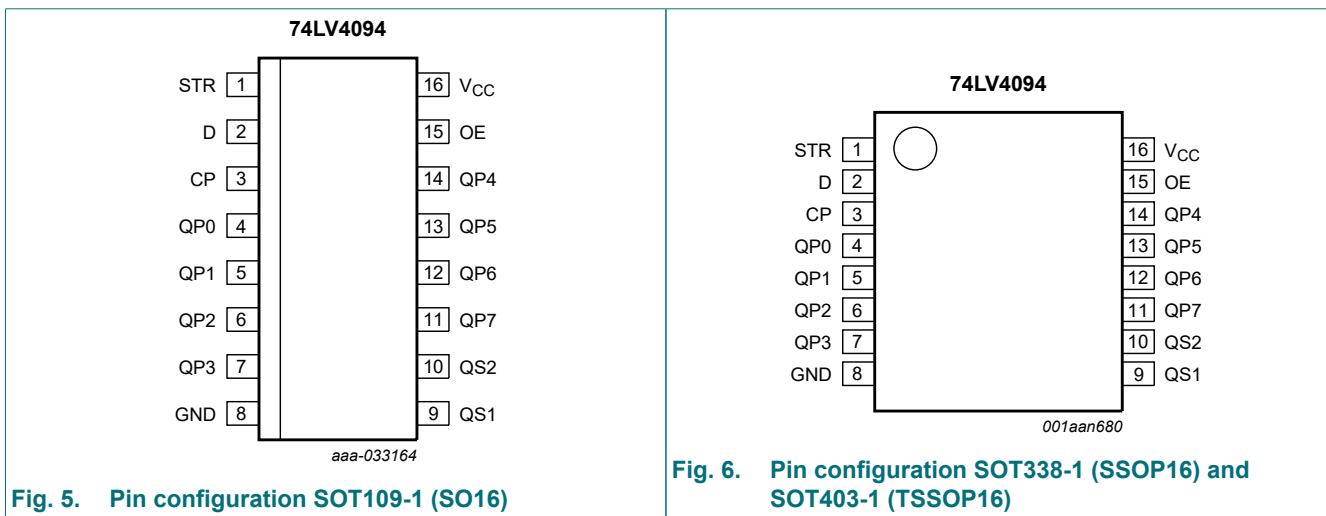 74LV4094
STR 1 16 VCC
D 2 15 OE
CP 3 14 QP4
QP0 4 13 QP5
QP1 5 12 QP6
QP2 6 11 QP7
QP3 7 10 QS2
GND 8 9 QS1
aaa-033164
Fig. 5. Pin configuration SOT109-1 (SO16)
74LV4094
STR 1 16 VCC
D 2 15 OE
CP 3 14 QP4
QP0 4 13 QP5
QP1 5 12 QP6
QP2 6 11 QP7
QP3 7 10 QS2
GND 8 9 QS1
001aan680
Fig. 6. Pin configuration SOT338-1 (SSOP16) and
SOT403-1 (TSSOP16)